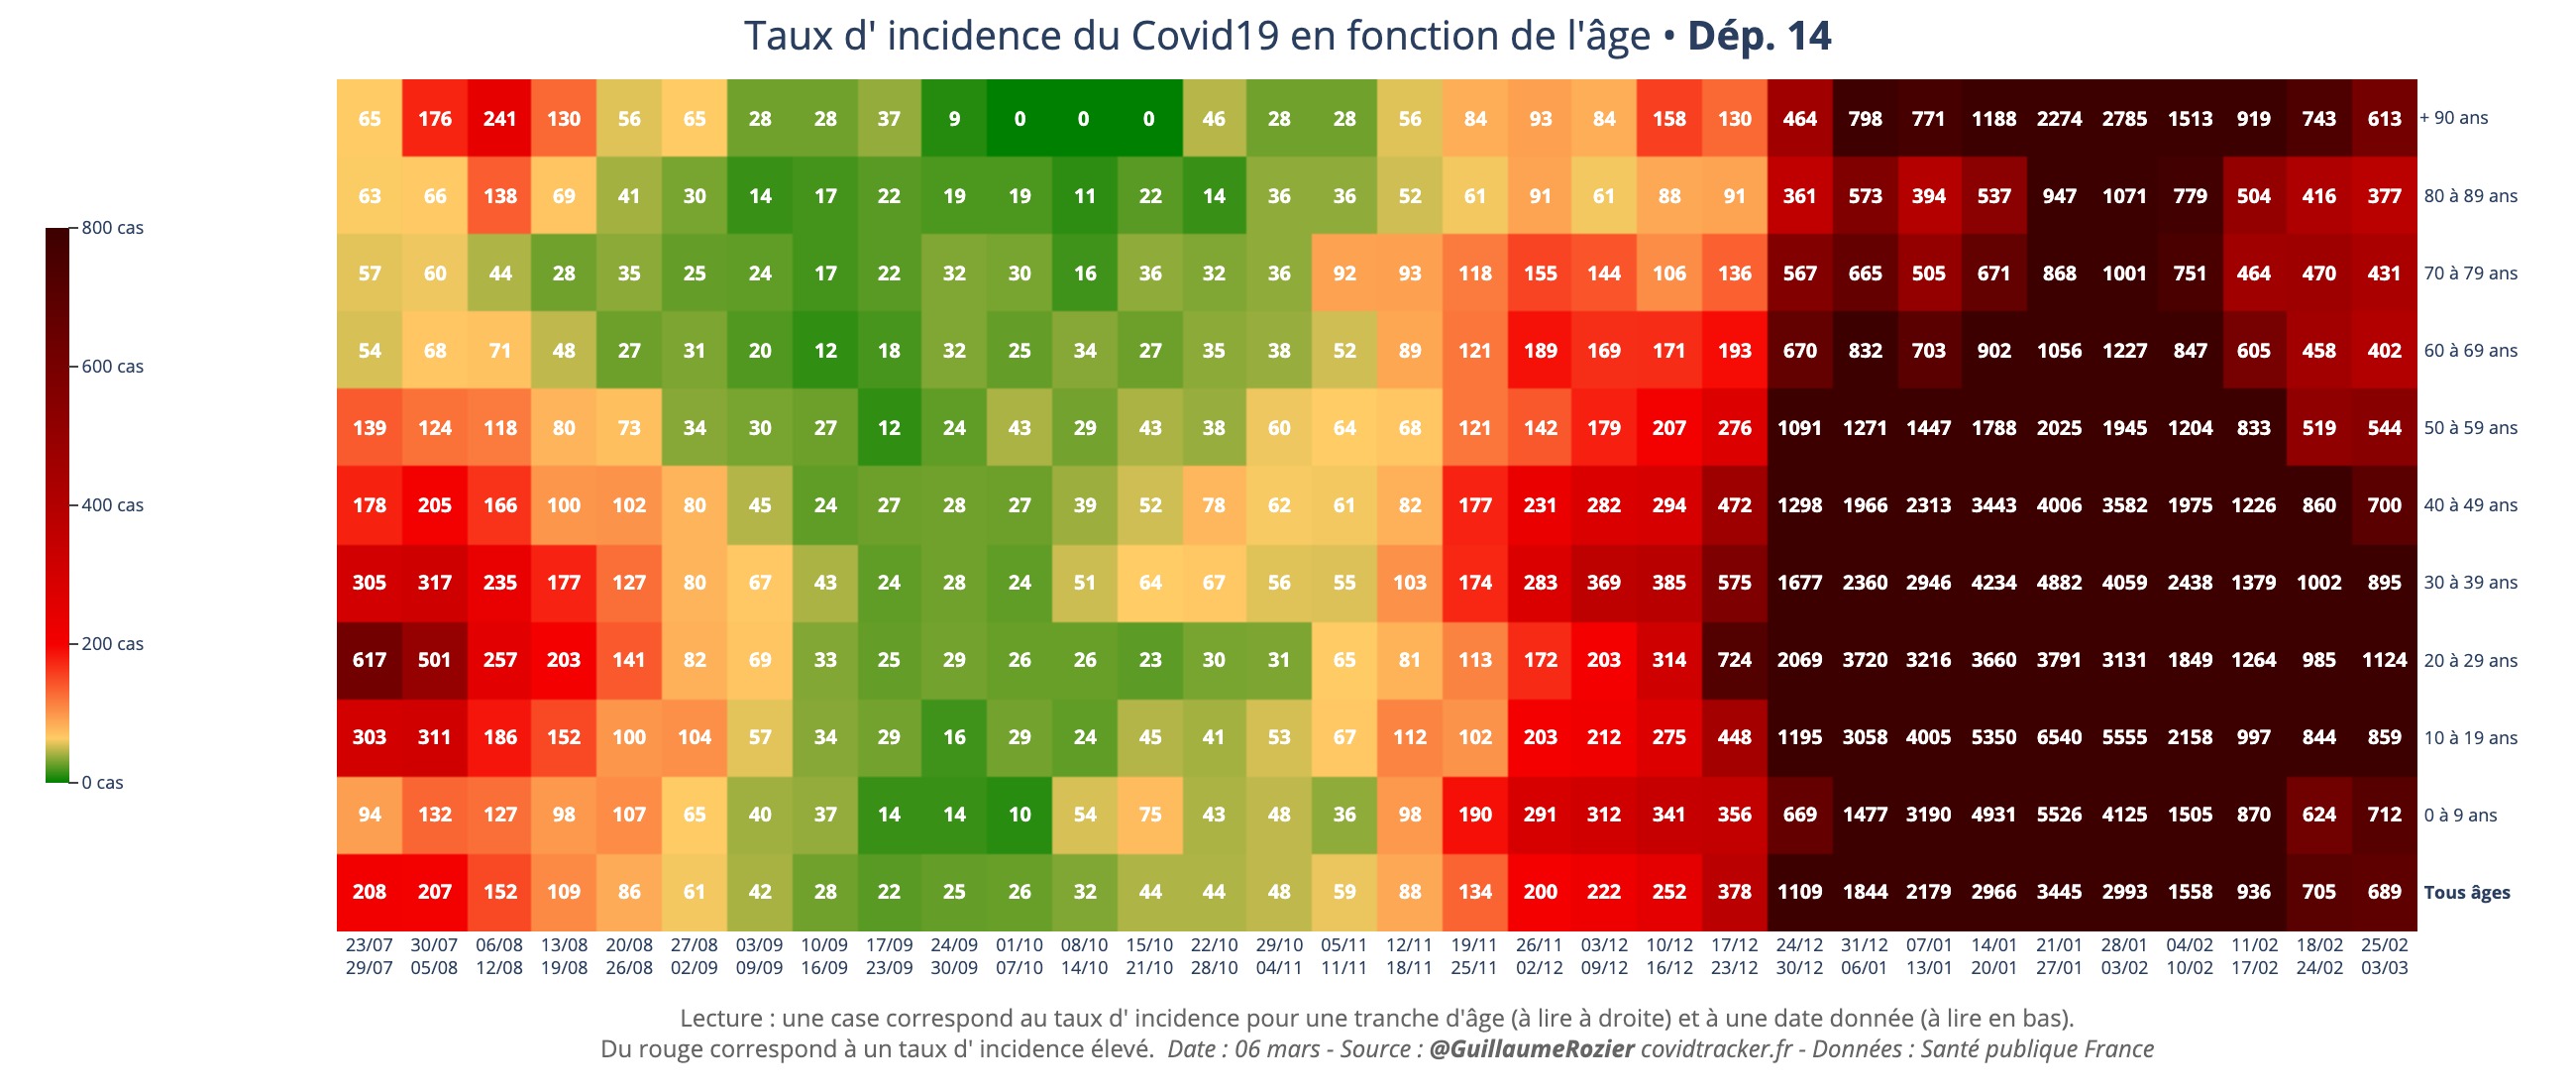 Taux d' incidence du Covid19 en fonction de l'âge • Dép. 14
800 cas
600 cas
400 cas
200 cas
0 cas
65 176 241 130 56 65 28 28 37 9 0 0 0 46 28 28 56 84 93 84 158 130 464 798 771 1188 2274 2785 1513 919 743 613 + 90 ans
63 66 138 69 41 30 14 17 22 19 19 11 22 14 36 36 52 61 91 61 88 91 361 573 394 537 947 1071 779 504 416 377 80 à 89 ans
57 60 44 28 35 25 24 17 22 32 30 16 36 32 36 92 93 118 155 144 106 136 567 665 505 671 868 1001 751 464 470 431 70 à 79 ans
54 68 71 48 27 31 20 12 18 32 25 34 27 35 38 52 89 121 189 169 171 193 670 832 703 902 1056 1227 847 605 458 402 60 à 69 ans
139 124 118 80 73 34 30 27 12 24 43 29 43 38 60 64 68 121 142 179 207 276 1091 1271 1447 1788 2025 1945 1204 833 519 544 50 à 59 ans
178 205 166 100 102 80 45 24 27 28 27 39 52 78 62 61 82 177 231 282 294 472 1298 1966 2313 3443 4006 3582 1975 1226 860 700 40 à 49 ans
305 317 235 177 127 80 67 43 24 28 24 51 64 67 56 55 103 174 283 369 385 575 1677 2360 2946 4234 4882 4059 2438 1379 1002 895 30 à 39 ans
617 501 257 203 141 82 69 33 25 29 26 26 23 30 31 65 81 113 172 203 314 724 2069 3720 3216 3660 3791 3131 1849 1264 985 1124 20 à 29 ans
303 311 186 152 100 104 57 34 29 16 29 24 45 41 53 67 112 102 203 212 275 448 1195 3058 4005 5350 6540 5555 2158 997 844 859 10 à 19 ans
94 132 127 98 107 65 40 37 14 14 10 54 75 43 48 36 98 190 291 312 341 356 669 1477 3190 4931 5526 4125 1505 870 624 712 0 à 9 ans
208 207 152 109 86 61 42 28 22 25 26 32 44 44 48 59 88 134 200 222 252 378 1109 1844 2179 2966 3445 2993 1558 936 705 689 Tous âges
23/07 30/07 06/08 13/08 20/08 27/08 03/09 10/09 17/09 24/09 01/10 08/10 15/10 22/10 29/10 05/11 12/11 19/11 26/11 03/12 10/12 17/12 24/12 31/12 07/01 14/01 21/01 28/01 04/02 11/02 18/02 25/02
29/07 05/08 12/08 19/08 26/08 02/09 09/09 16/09 23/09 30/09 07/10 14/10 21/10 28/10 04/11 11/11 18/11 25/11 02/12 09/12 16/12 23/12 30/12 06/01 13/01 20/01 27/01 03/02 10/02 17/02 24/02 03/03
Lecture : une case correspond au taux d' incidence pour une tranche d'âge (à lire à droite) et à une date donnée (à lire en bas).
Du rouge correspond à un taux d' incidence élevé. Date : 06 mars - Source : @GuillaumeRozier covidtracker.fr - Données : Santé publique France